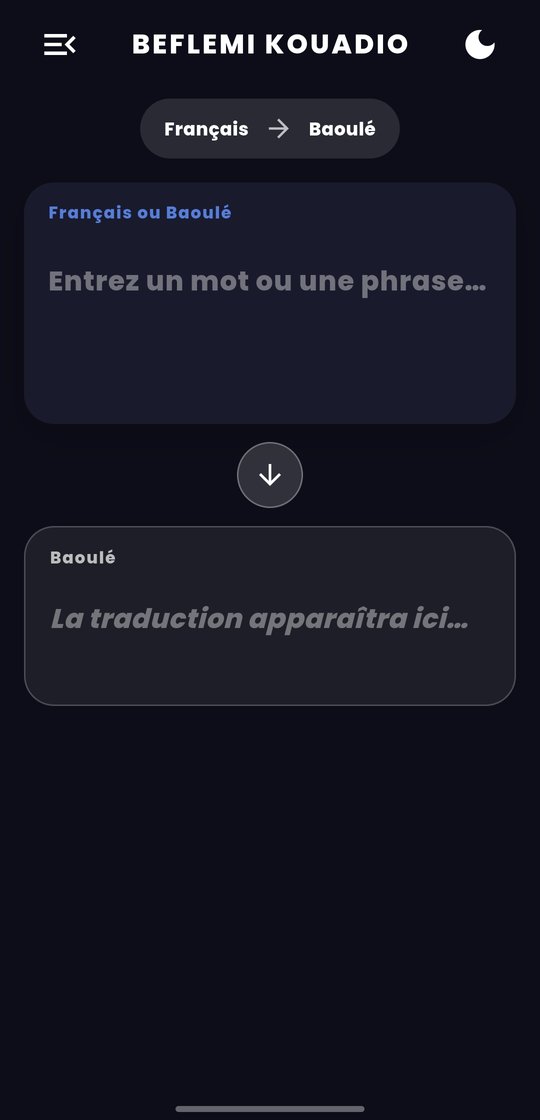 BEFLEMI KOUADIO
Français → Baoulé
Français ou Baoulé
Entrez un mot ou une phrase...
Baoulé
La traduction apparaîtra ici...